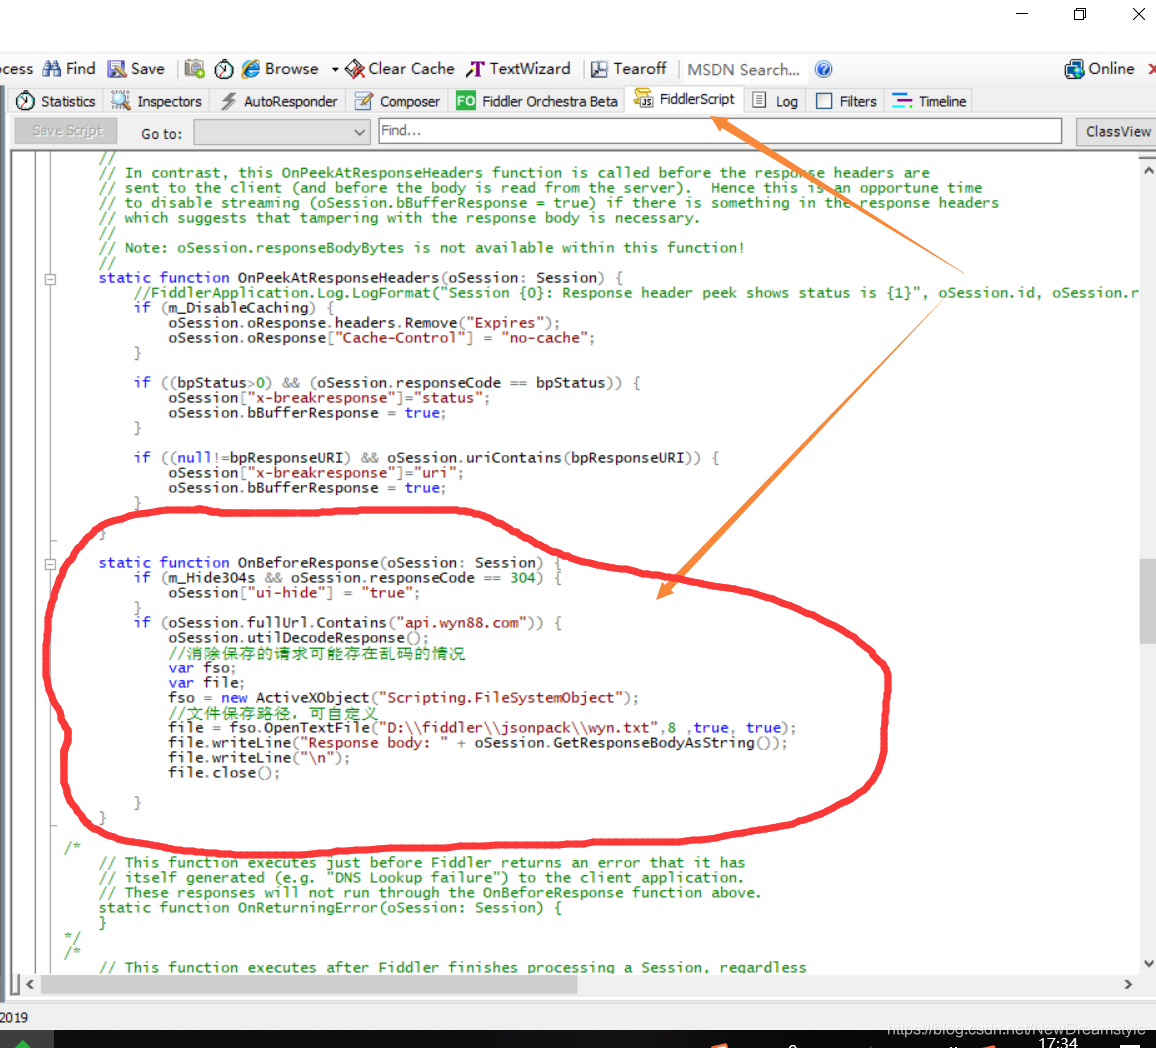 cess Find Save Browse Clear Cache TextWizard Tearoff MSDN Search... Online
Statistics Inspectors AutoResponder Composer FO Fiddler Orchestra Beta FiddlerScript Log Filters Timeline
Save Script Go to: Find... ClassView
//
// In contrast, this OnPeekAtResponseHeaders function is called before the response headers are
// sent to the client (and before the body is read from the server).  Hence this is an opportune time
// to disable streaming (oSession.bBufferResponse = true) if there is something in the response headers
// which suggests that tampering with the response body is necessary.
//
// Note: oSession.responseBodyBytes is not available within this function!
//
static function OnPeekAtResponseHeaders(oSession: Session) {
//FiddlerApplication.Log.LogFormat("Session {0}: Response header peek shows status is {1}", oSession.id, oSession.r
if (m_DisableCaching) {
oSession.oResponse.headers.Remove("Expires");
oSession.oResponse["Cache-Control"] = "no-cache";
}
if ((bpStatus>0) && (oSession.responseCode == bpStatus)) {
oSession["x-breakresponse"]="status";
oSession.bBufferResponse = true;
}
if ((null!=bpResponseURI) && oSession.uriContains(bpResponseURI)) {
oSession["x-breakresponse"]="uri";
oSession.bBufferResponse = true;
}
}
static function OnBeforeResponse(oSession: Session) {
if (m_Hide304s && oSession.responseCode == 304) {
oSession["ui-hide"] = "true";
}
if (oSession.fullUrl.Contains("api.wyn88.com")) {
oSession.utilDecodeResponse();
//消除保存的请求可能存在乱码的情况
var fso;
var file;
fso = new ActiveXObject("Scripting.FileSystemObject");
//文件保存路径，可自定义
file = fso.OpenTextFile("D:\\fiddler\\jsonpack\\wyn.txt",8 ,true, true);
file.writeLine("Response body: " + oSession.GetResponseBodyAsString());
file.writeLine("\n");
file.close();
}
}
/*
// This function executes just before Fiddler returns an error that it has
// itself generated (e.g. "DNS Lookup failure") to the client application.
// These responses will not run through the OnBeforeResponse function above.
static function OnReturningError(oSession: Session) {
}
*/
/*
// This function executes after Fiddler finishes processing a Session, regardless
2019
https://blog.csdn.net/NewDreamstyle
17:34